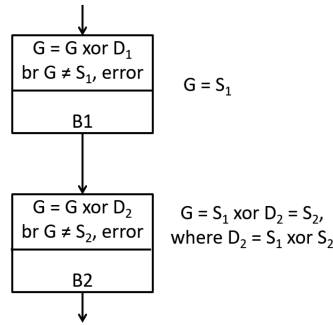 G = G xor D₁
br G ≠ S₁, error
G = S₁
B1
G = G xor D₂
br G ≠ S₂, error
G = S₁ xor D₂ = S₂,
where D₂ = S₁ xor S₂
B2